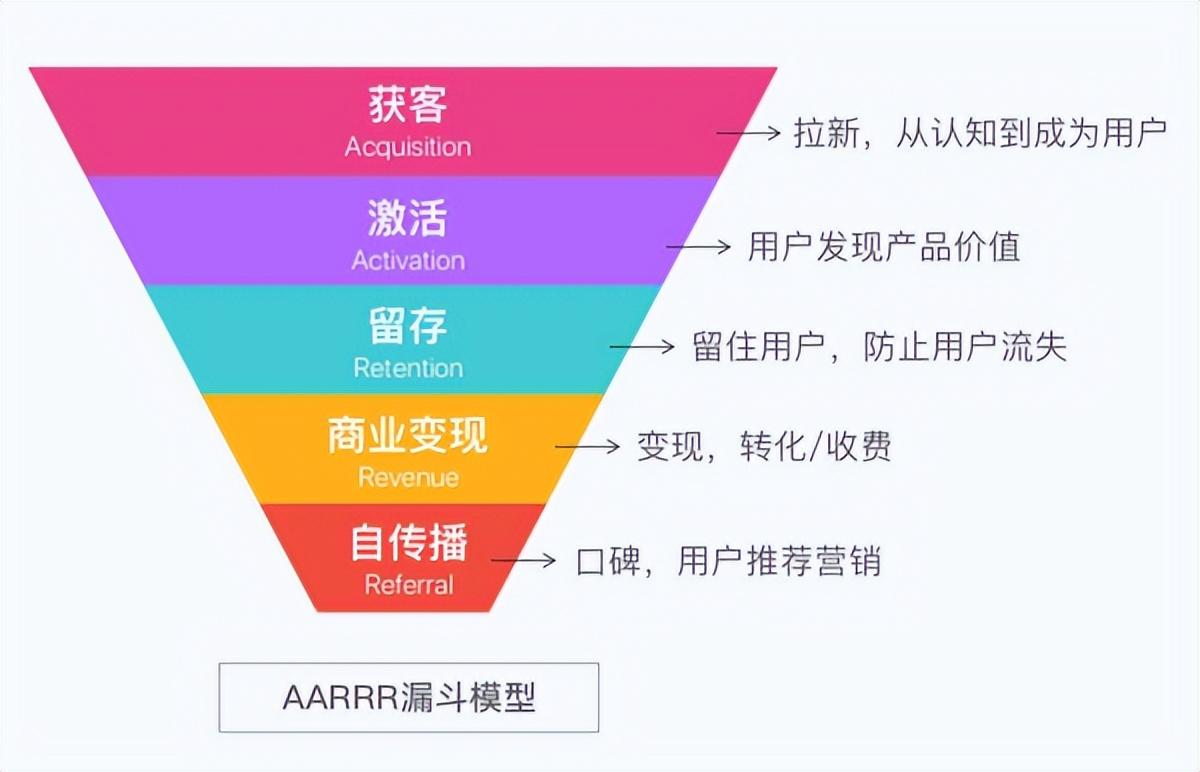 获客
Acquisition
拉新，从认知到成为用户
激活
Activation
用户发现产品价值
留存
Retention
留住用户，防止用户流失
商业变现
Revenue
变现，转化/收费
自传播
Referral
口碑，用户推荐营销
AARRR漏斗模型